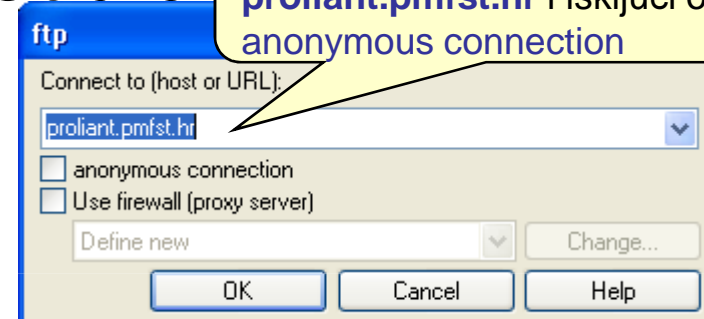 proliant.pmfst.hr i isključi o
anonymous connection
ftp
Connect to (host or URL):
proliant.pmfst.hr
anonymous connection
Use firewall (proxy server)
Define new
Change...
OK
Cancel
Help